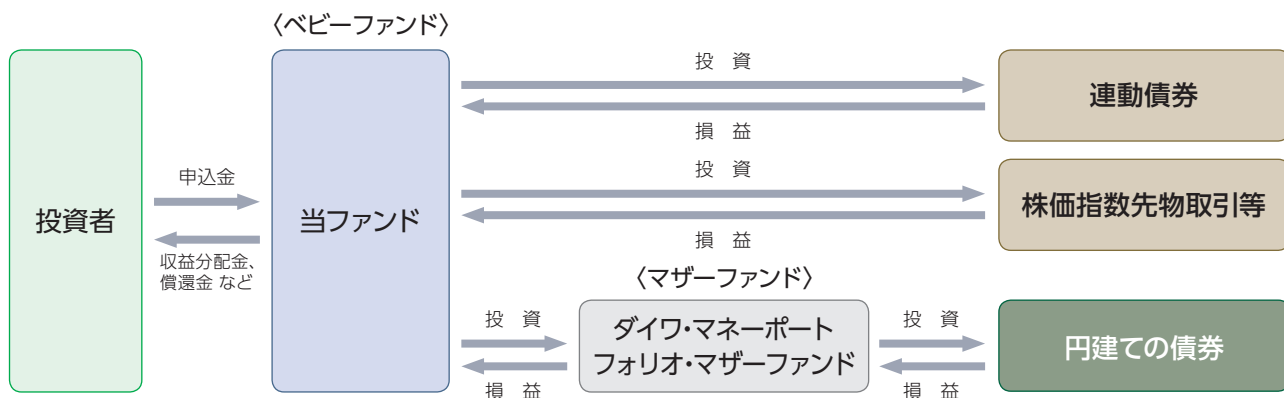 〈ベビーファンド〉
投資者
申込金
収益分配金、
償還金 など
当ファンド
投 資
損 益
連動債券
投 資
損 益
株価指数先物取引等
〈マザーファンド〉
投 資
損 益
ダイワ・マネーポート
フォリオ・マザーファンド
投 資
損 益
円建ての債券